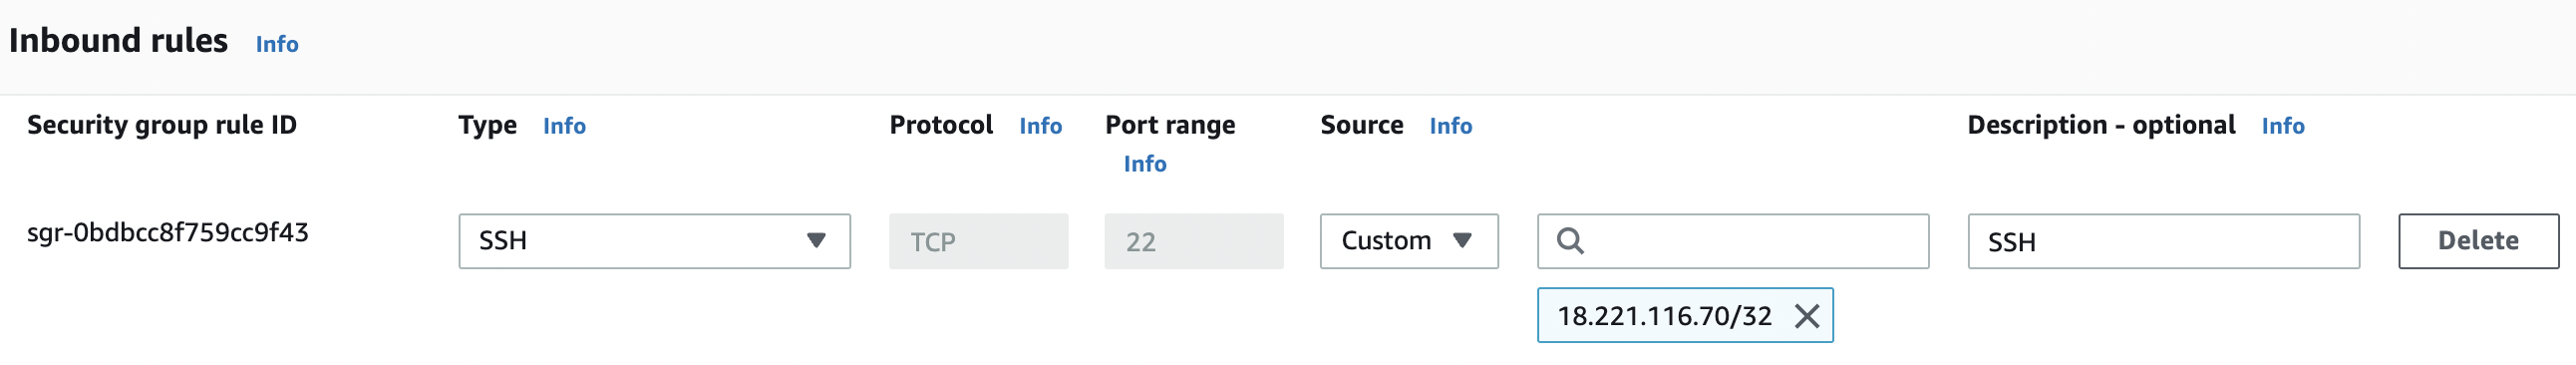 Inbound rules Info
Security group rule ID Type Info Protocol Info Port range Info Source Info Description - optional Info
sgr-0bdbcc8f759cc9f43 SSH TCP 22 Custom SSH Delete
18.221.116.70/32